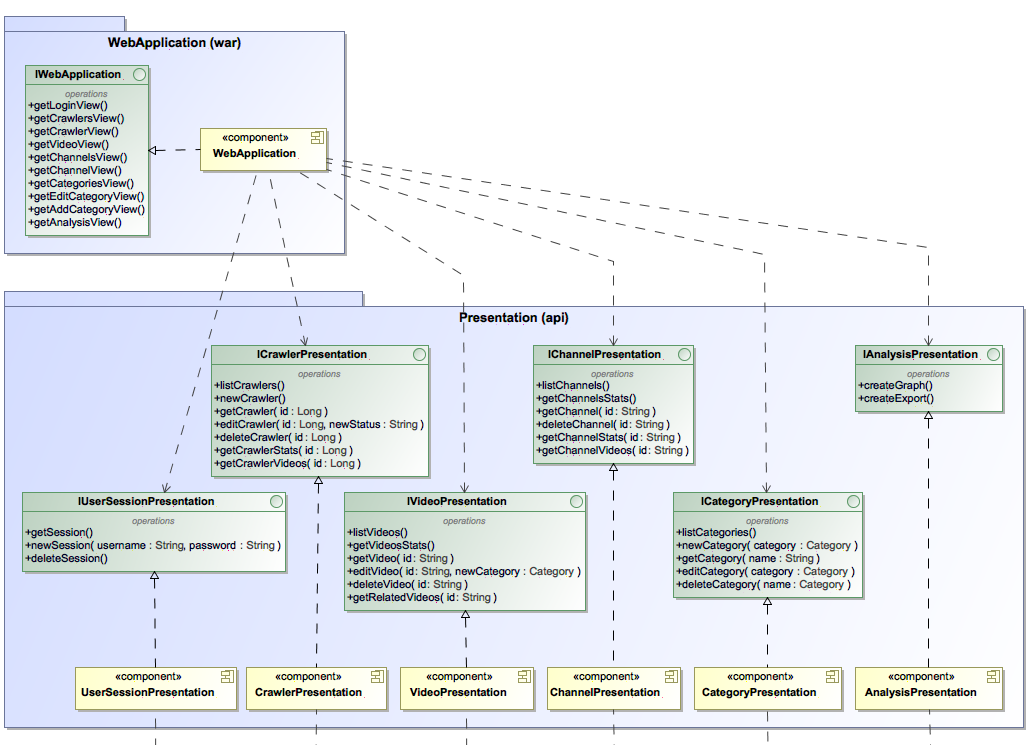 WebApplication (war)
IWebApplication
operations
+getLoginView()
+getCrawlersView()
+getCrawlerView()
+getVideoView()
+getChannelsView()
+getChannelView()
+getCategoriesView()
+getEditCategoryView()
+getAddCategoryView()
+getAnalysisView()
«component»
WebApplication
Presentation (api)
ICrawlerPresentation
operations
+listCrawlers()
+newCrawler()
+getCrawler( id : Long )
+editCrawler( id : Long, newStatus : String )
+deleteCrawler( id : Long )
+getCrawlerStats( id : Long )
+getCrawlerVideos( id : Long )
IChannelPresentation
operations
+listChannels()
+getChannelsStats()
+getChannel( id : String )
+deleteChannel( id : String )
+getChannelStats( id : String )
+getChannelVideos( id : String )
IAnalysisPresentation
operations
+createGraph()
+createExport()
IUserSessionPresentation
operations
+getSession()
+newSession( username : String, password : String )
+deleteSession()
IVideoPresentation
operations
+listVideos()
+getVideosStats()
+getVideo( id : String )
+editVideo( id : String, newCategory : Category )
+deleteVideo( id : String )
+getRelatedVideos( id : String )
ICategoryPresentation
operations
+listCategories()
+newCategory( category : Category )
+getCategory( name : String )
+editCategory( category : Category )
+deleteCategory( name : Category )
«component»
UserSessionPresentation
«component»
CrawlerPresentation
«component»
VideoPresentation
«component»
ChannelPresentation
«component»
CategoryPresentation
«component»
AnalysisPresentation